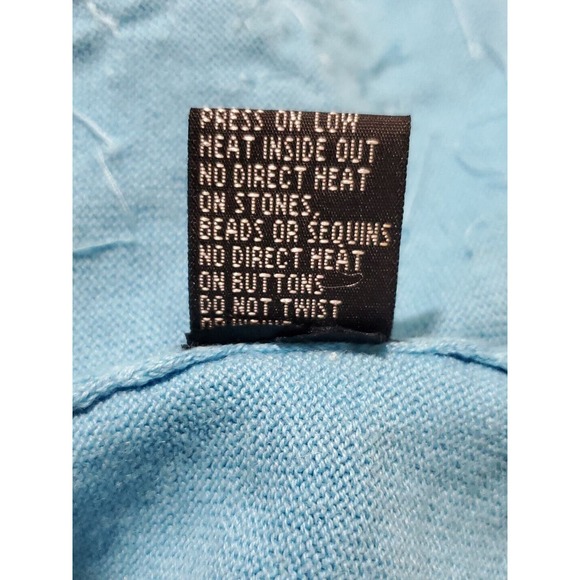 PRESS ON LOW
HEAT INSIDE OUT
NO DIRECT HEAT
ON STONES,
BEADS OR SEQUINS
NO DIRECT HEAT
ON BUTTONS
DO NOT TWIST